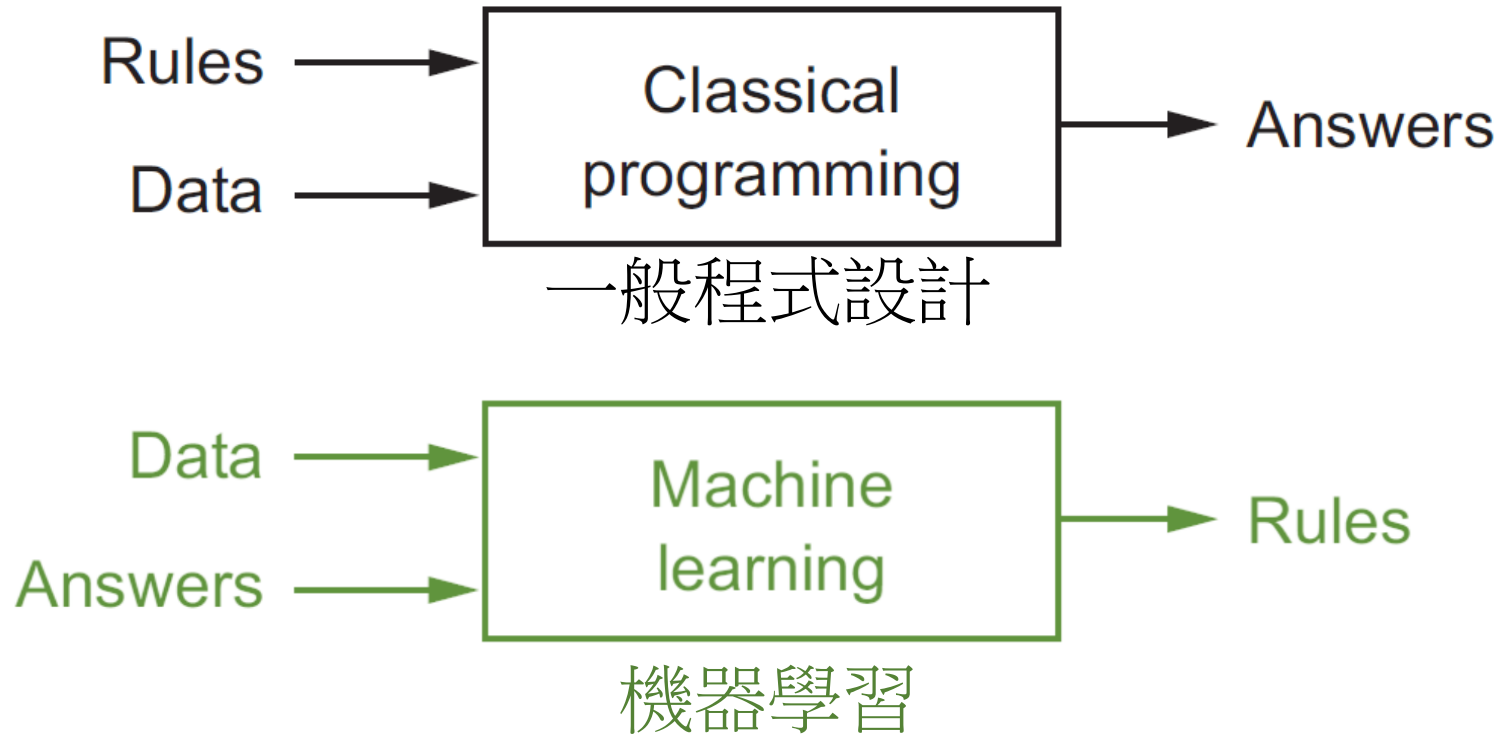 Rules
Data
Classical
programming
Answers
一般程式設計
Data
Answers
Machine
learning
Rules
機器學習